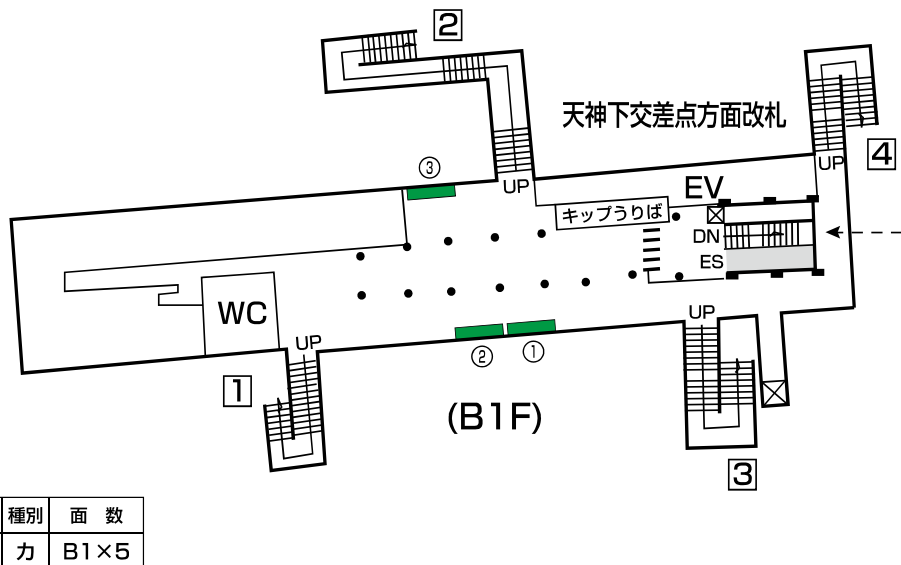 2
天神下交差点方面改札
4
③
UP
UP
EV
キップうりば
DN
ES
WC
UP
UP
②
①
1
(B1F)
3
種別 面 数
カ B1×5